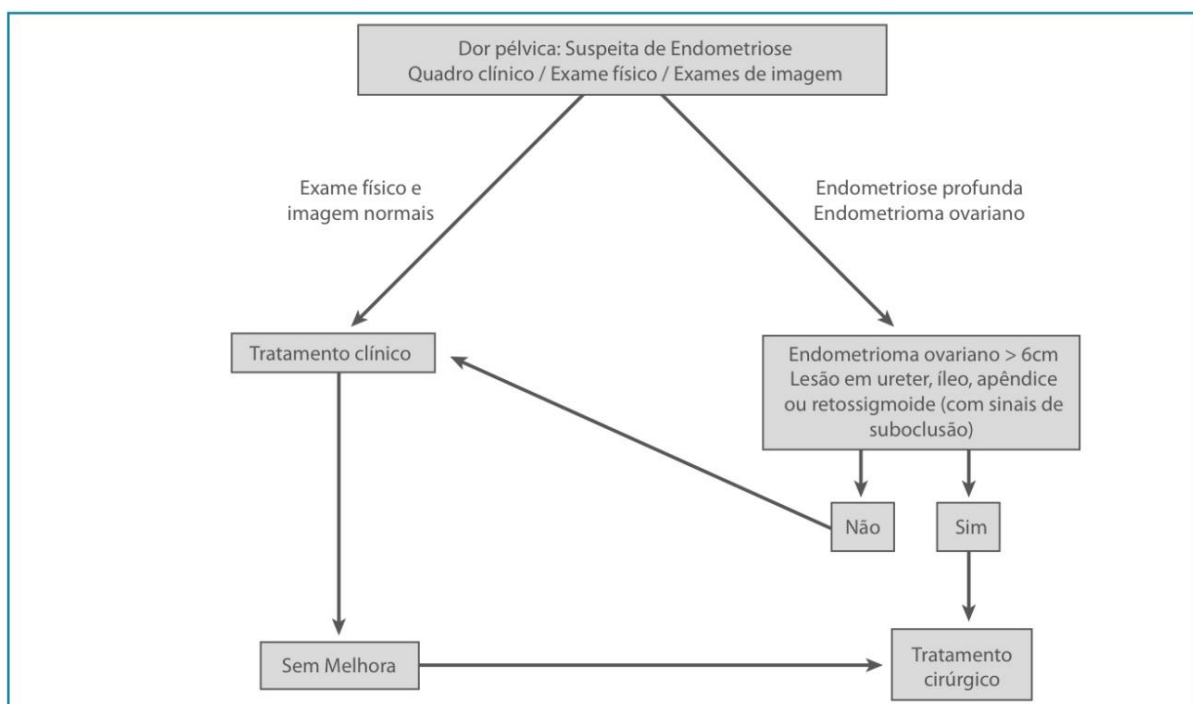 Dor pélvica: Suspeita de Endometriose
Quadro clínico / Exame físico / Exames de imagem
Exame físico e
imagem normais
Endometriose profunda
Endometrioma ovariano
Tratamento clínico
Endometrioma ovariano > 6cm
Lesão em ureter, íleo, apêndice
ou retossigmoide (com sinais de
suboclusão)
Não
Sim
Sem Melhora
Tratamento
cirúrgico